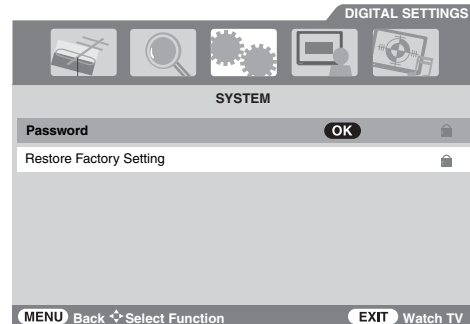 DIGITAL SETTINGS
SYSTEM
Password OK
Restore Factory Setting
MENU Back Select Function EXIT Watch TV